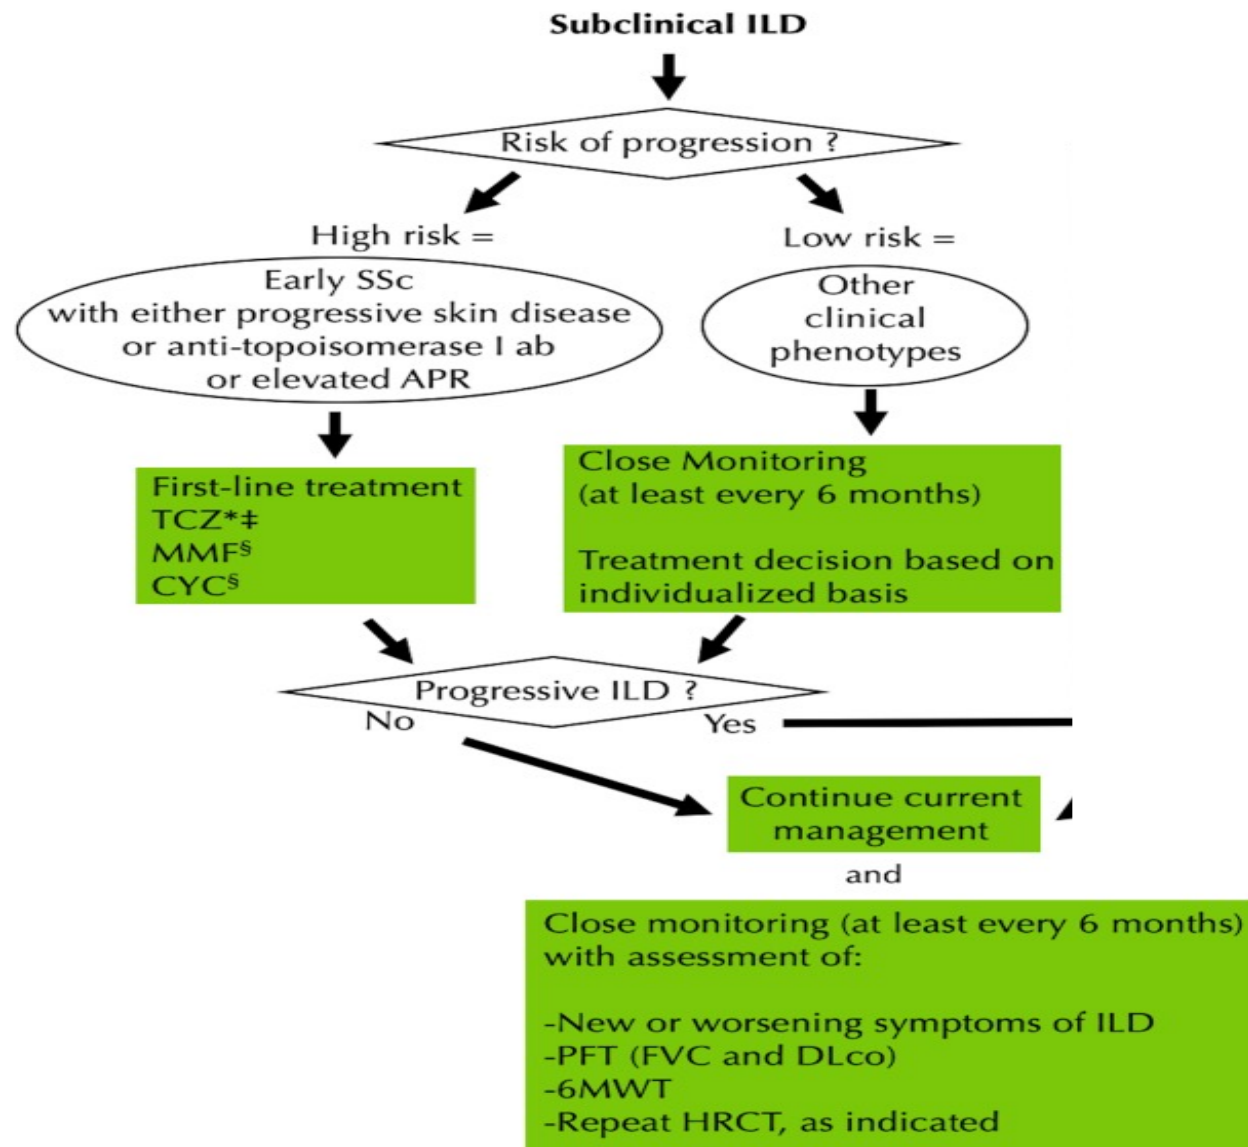 Subclinical ILD
Risk of progression ?
High risk =
Early SSc
with either progressive skin disease
or anti-topoisomerase I ab
or elevated APR
Low risk =
Other
clinical
phenotypes
First-line treatment
TCZ*‡
MMF§
CYC§
Close Monitoring
(at least every 6 months)
Treatment decision based on
individualized basis
Progressive ILD ?
No
Yes
Continue current
management
and
Close monitoring (at least every 6 months)
with assessment of:
-New or worsening symptoms of ILD
-PFT (FVC and DLco)
-6MWT
-Repeat HRCT, as indicated